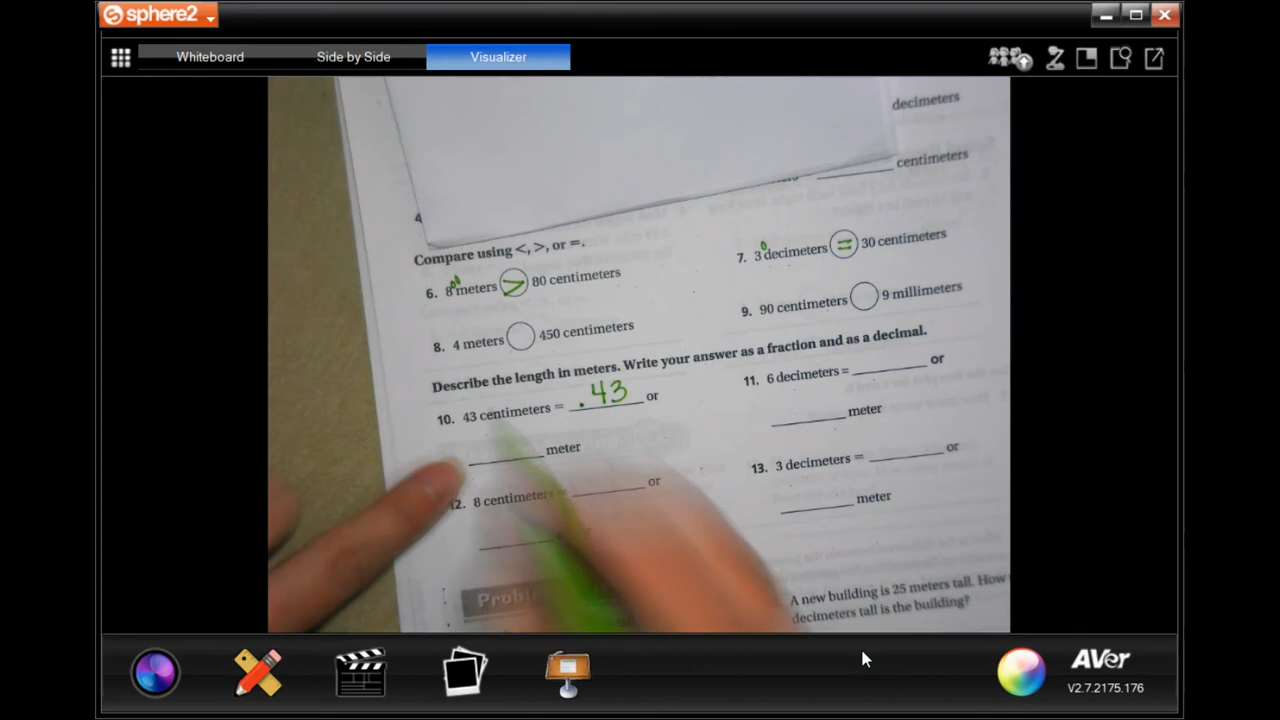 sphere2
Whiteboard Side by Side Visualizer
decimeters
centimeters
4
Compare using <, >, or =.
6. 800 meters > 80 centimeters
7. 30 decimeters = 30 centimeters
8. 4 meters 450 centimeters
9. 90 centimeters 9 millimeters
Describe the length in meters. Write your answer as a fraction and as a decimal.
10. 43 centimeters = .43 or
meter
11. 6 decimeters = or
meter
12. 8 centimeters = or
13. 3 decimeters = or
meter
A new building is 25 meters tall. How
decimeters tall is the building?
AVer
V2.7.2175.176